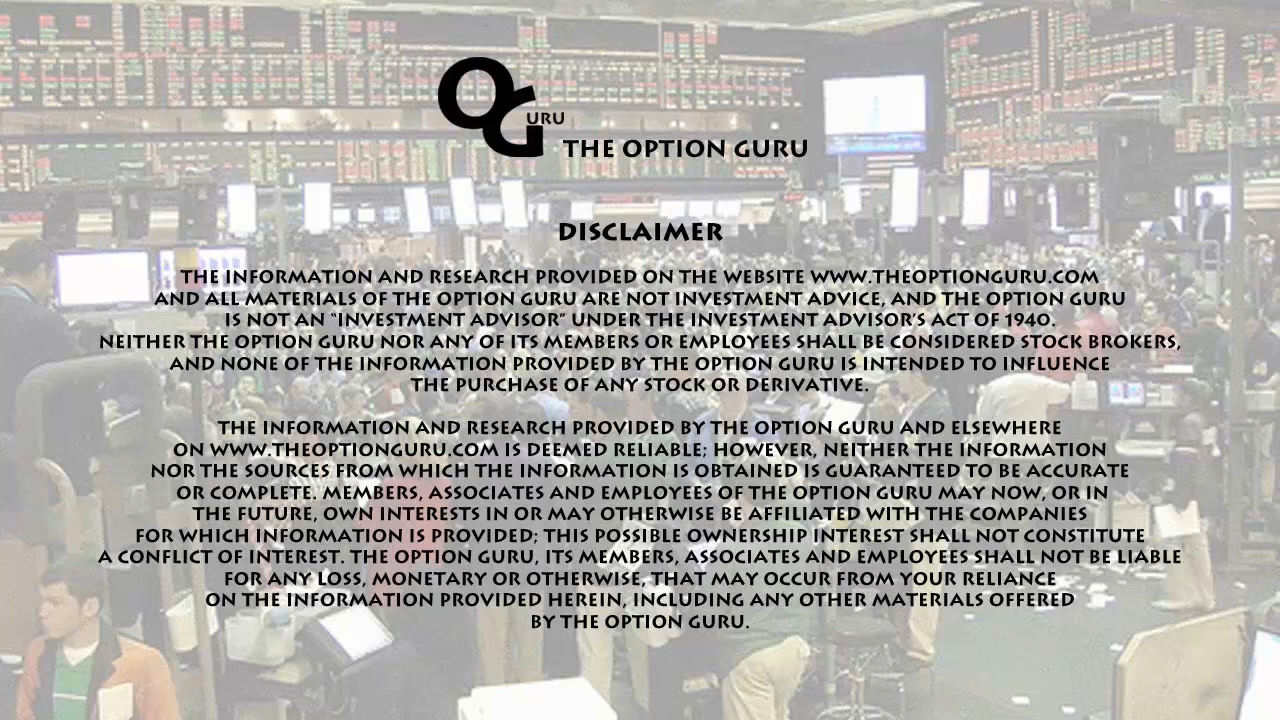 OG URU
THE OPTION GURU
DISCLAIMER
THE INFORMATION AND RESEARCH PROVIDED ON THE WEBSITE WWW.THEOPTIONGURU.COM
AND ALL MATERIALS OF THE OPTION GURU ARE NOT INVESTMENT ADVICE, AND THE OPTION GURU
IS NOT AN "INVESTMENT ADVISOR" UNDER THE INVESTMENT ADVISOR'S ACT OF 1940.
NEITHER THE OPTION GURU NOR ANY OF ITS MEMBERS OR EMPLOYEES SHALL BE CONSIDERED STOCK BROKERS,
AND NONE OF THE INFORMATION PROVIDED BY THE OPTION GURU IS INTENDED TO INFLUENCE
THE PURCHASE OF ANY STOCK OR DERIVATIVE.
THE INFORMATION AND RESEARCH PROVIDED BY THE OPTION GURU AND ELSEWHERE
ON WWW.THEOPTIONGURU.COM IS DEEMED RELIABLE; HOWEVER, NEITHER THE INFORMATION
NOR THE SOURCES FROM WHICH THE INFORMATION IS OBTAINED IS GUARANTEED TO BE ACCURATE
OR COMPLETE. MEMBERS, ASSOCIATES AND EMPLOYEES OF THE OPTION GURU MAY NOW, OR IN
THE FUTURE, OWN INTERESTS IN OR MAY OTHERWISE BE AFFILIATED WITH THE COMPANIES
FOR WHICH INFORMATION IS PROVIDED; THIS POSSIBLE OWNERSHIP INTEREST SHALL NOT CONSTITUTE
A CONFLICT OF INTEREST. THE OPTION GURU, ITS MEMBERS, ASSOCIATES AND EMPLOYEES SHALL NOT BE LIABLE
FOR ANY LOSS, MONETARY OR OTHERWISE, THAT MAY OCCUR FROM YOUR RELIANCE
ON THE INFORMATION PROVIDED HEREIN, INCLUDING ANY OTHER MATERIALS OFFERED
BY THE OPTION GURU.